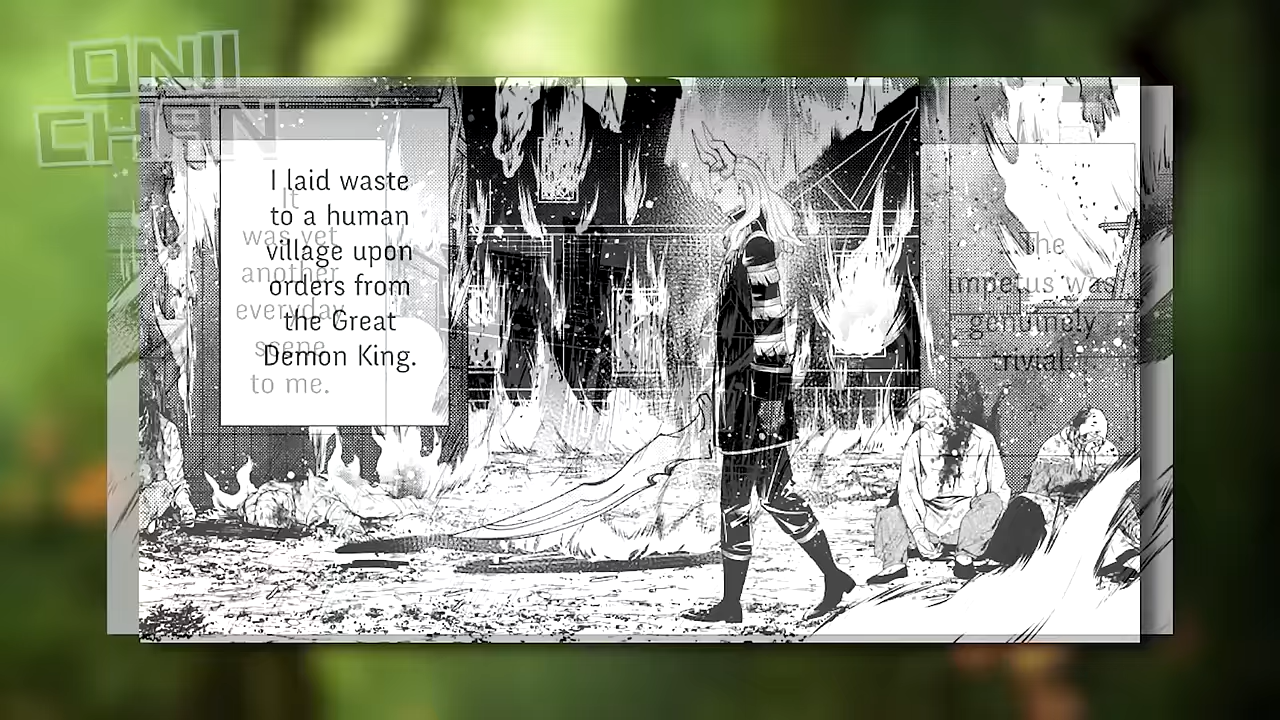 ONII
CHAN
I laid waste
to a human
village upon
orders from
the Great
Demon King.
It
was yet
another
everyday
scene
to me.
...The
impetus was
genuinely
trivial.